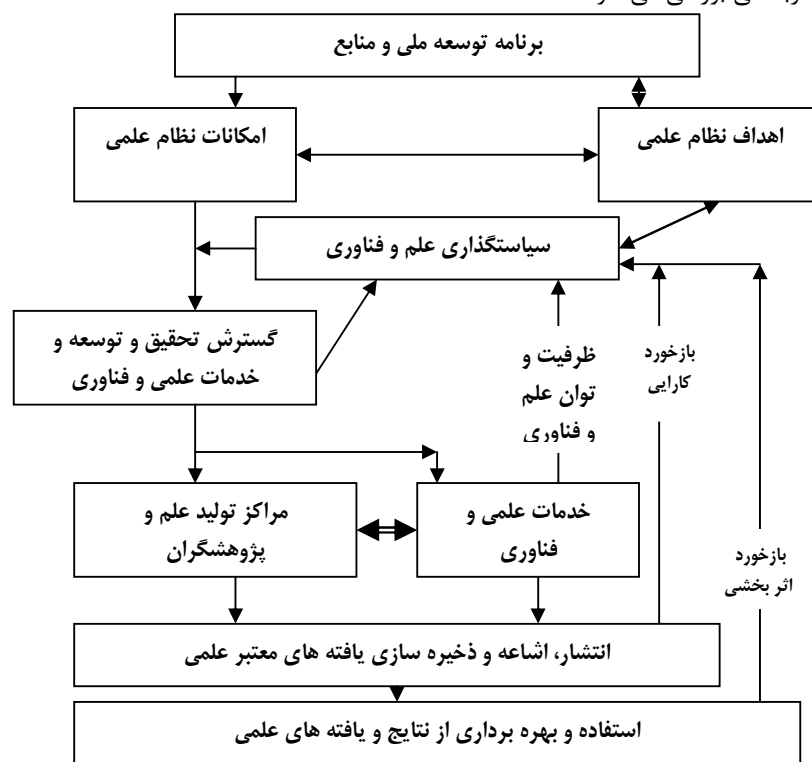 برنامه توسعه ملی و منابع
اهداف نظام علمی
امکانات نظام علمی
سیاستگذاری علم و فناوری
گسترش تحقیق و توسعه و
خدمات علمی و فناوری
ظرفیت و
توان علم
و فناوری
بازخورد
کارایی
بازخورد
اثر بخشی
خدمات علمی و
فناوری
مراکز تولید علم و
پژوهشگران
انتشار، اشاعه و ذخیره سازی یافته های معتبر علمی
استفاده و بهره برداری از نتایج و یافته های علمی